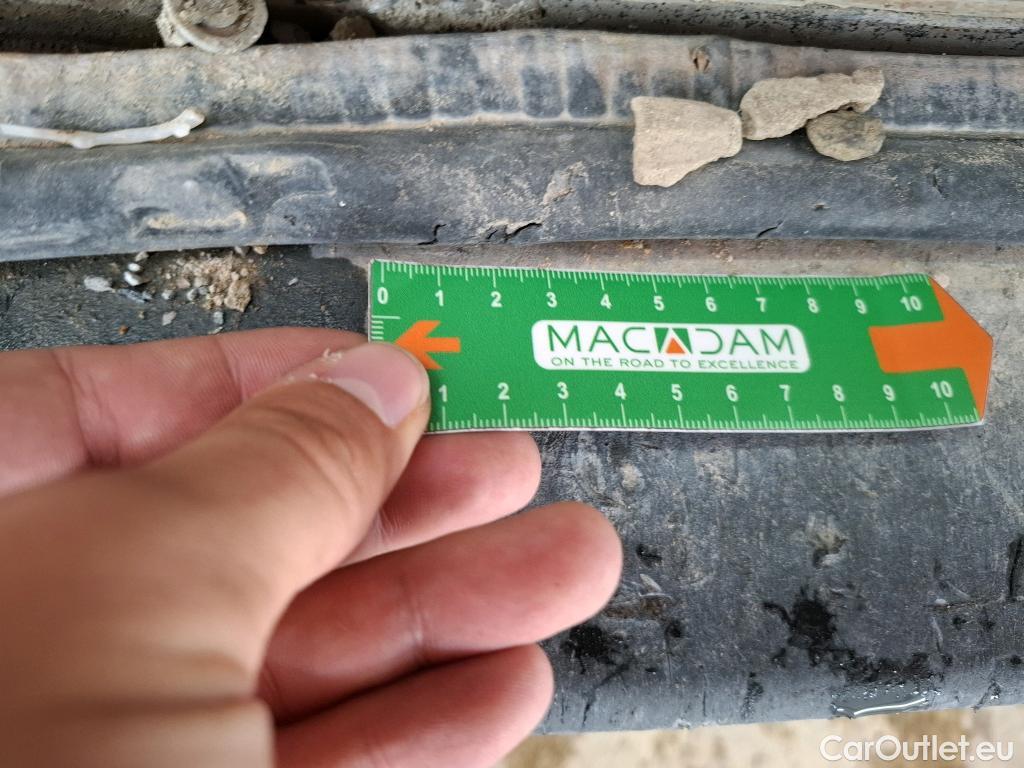 0 1 2 3 4 5 6 7 8 9 10
MACADAM
ON THE ROAD TO EXCELLENCE
1 2 3 4 5 6 7 8 9 10
CarOutlet.eu